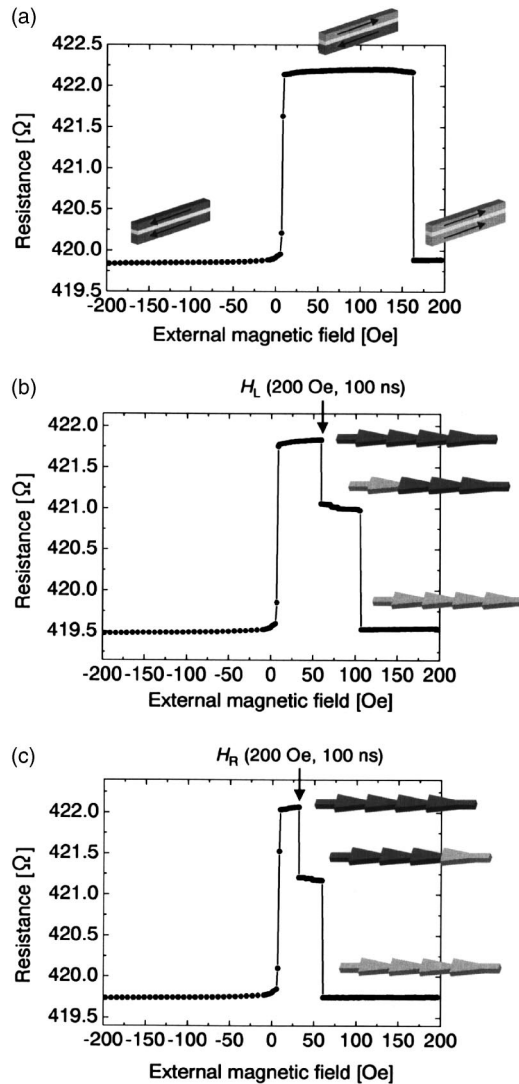 (a)
422.5
422.0
421.5
421.0
420.5
420.0
419.5
Resistance [Ω]
-200 -150 -100 -50 0 50 100 150 200
External magnetic field [Oe]
(b)
H_L (200 Oe, 100 ns)
422.0
421.5
421.0
420.5
420.0
419.5
Resistance [Ω]
-200 -150 -100 -50 0 50 100 150 200
External magnetic field [Oe]
(c)
H_R (200 Oe, 100 ns)
422.0
421.5
421.0
420.5
420.0
419.5
Resistance [Ω]
-200 -150 -100 -50 0 50 100 150 200
External magnetic field [Oe]